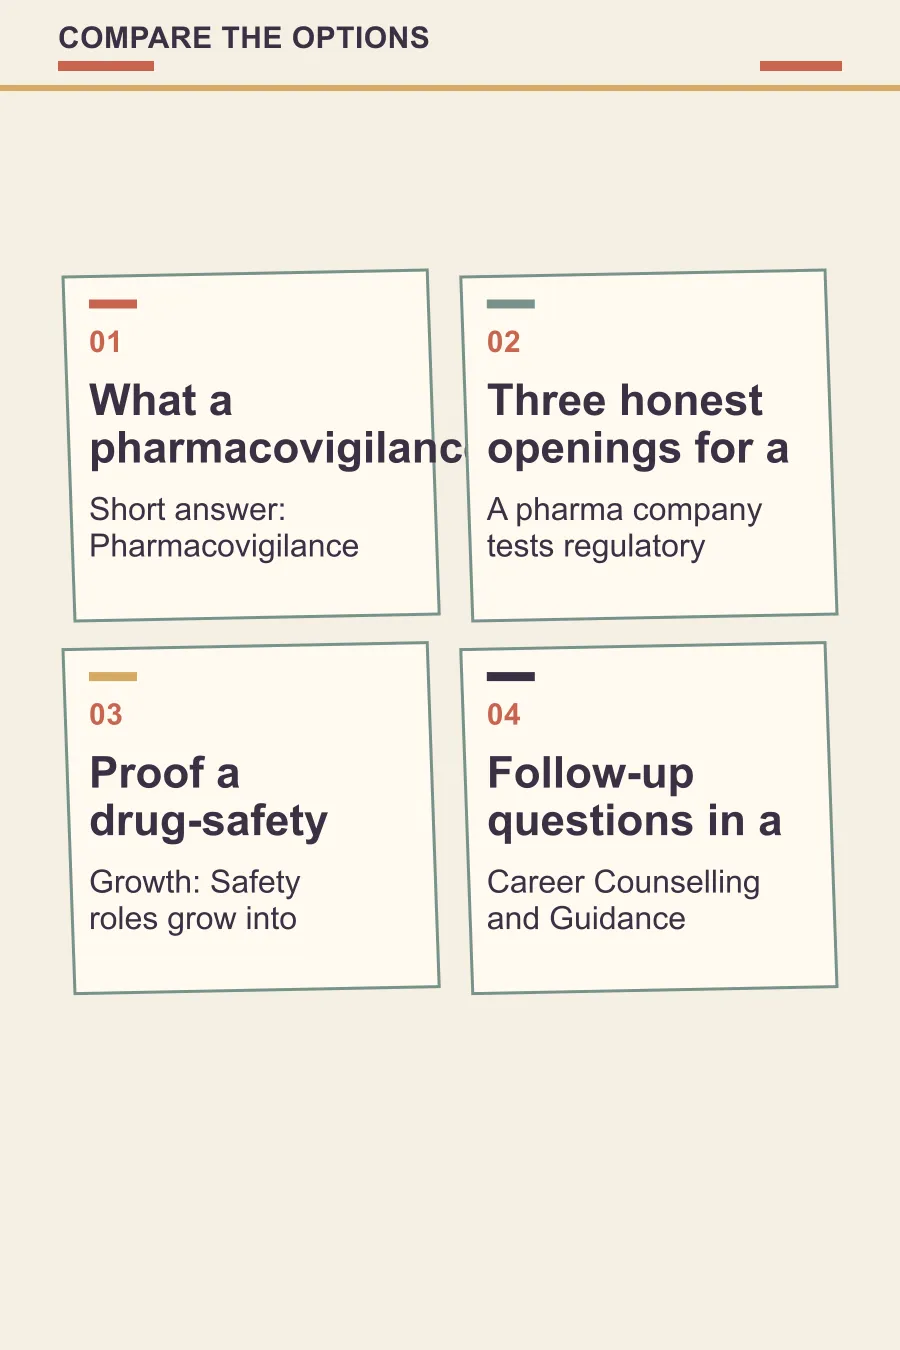 COMPARE THE OPTIONS
01
What a
pharmacovigilanc
Short answer:
Pharmacovigilance
02
Three honest
openings for a
A pharma company
tests regulatory
03
Proof a
drug-safety
Growth: Safety
roles grow into
04
Follow-up
questions in a
Career Counselling
and Guidance